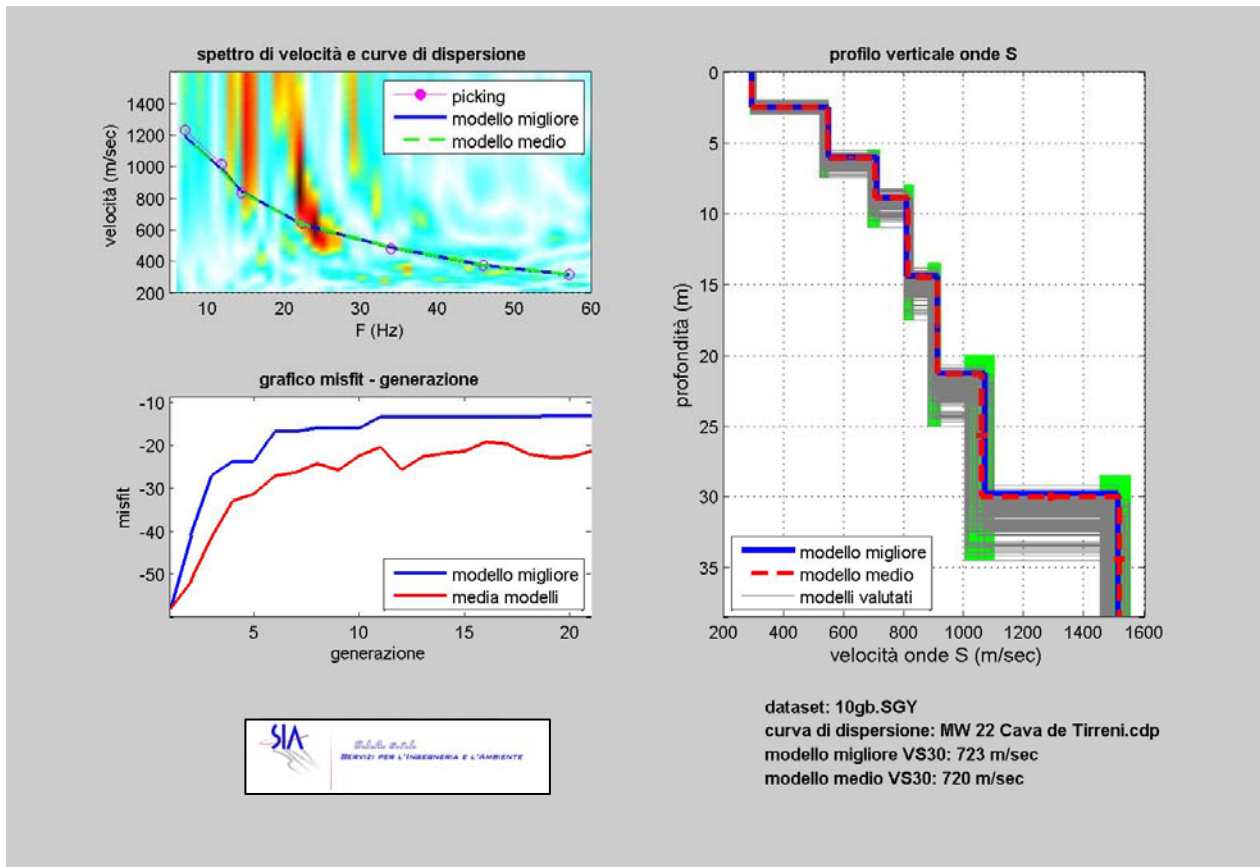 spettro di velocità e curve di dispersione
velocità (m/sec)
1400
1200
1000
800
600
400
200
picking
modello migliore
modello medio
10
20
30
40
50
60
F (Hz)
grafico misfit - generazione
misfit
-10
-20
-30
-40
-50
modello migliore
media modelli
5
10
15
20
generazione
profilo verticale onde S
profondità (m)
0
5
10
15
20
25
30
35
modello migliore
modello medio
modelli valutati
200
400
600
800
1000
1200
1400
1600
velocità onde S (m/sec)
SIA
S.I.A. s.r.l.
SERVIZI PER L'INGEGNERIA E L'AMBIENTE
dataset: 10gb.SGY
curva di dispersione: MW 22 Cava de Tirreni.cdp
modello migliore VS30: 723 m/sec
modello medio VS30: 720 m/sec